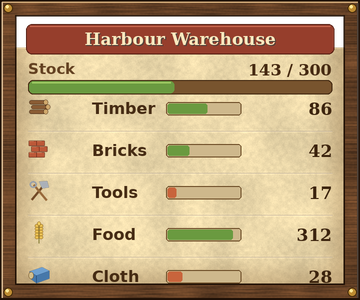 Harbour Warehouse
Stock 143 / 300
Timber 86
Bricks 42
Tools 17
Food 312
Cloth 28